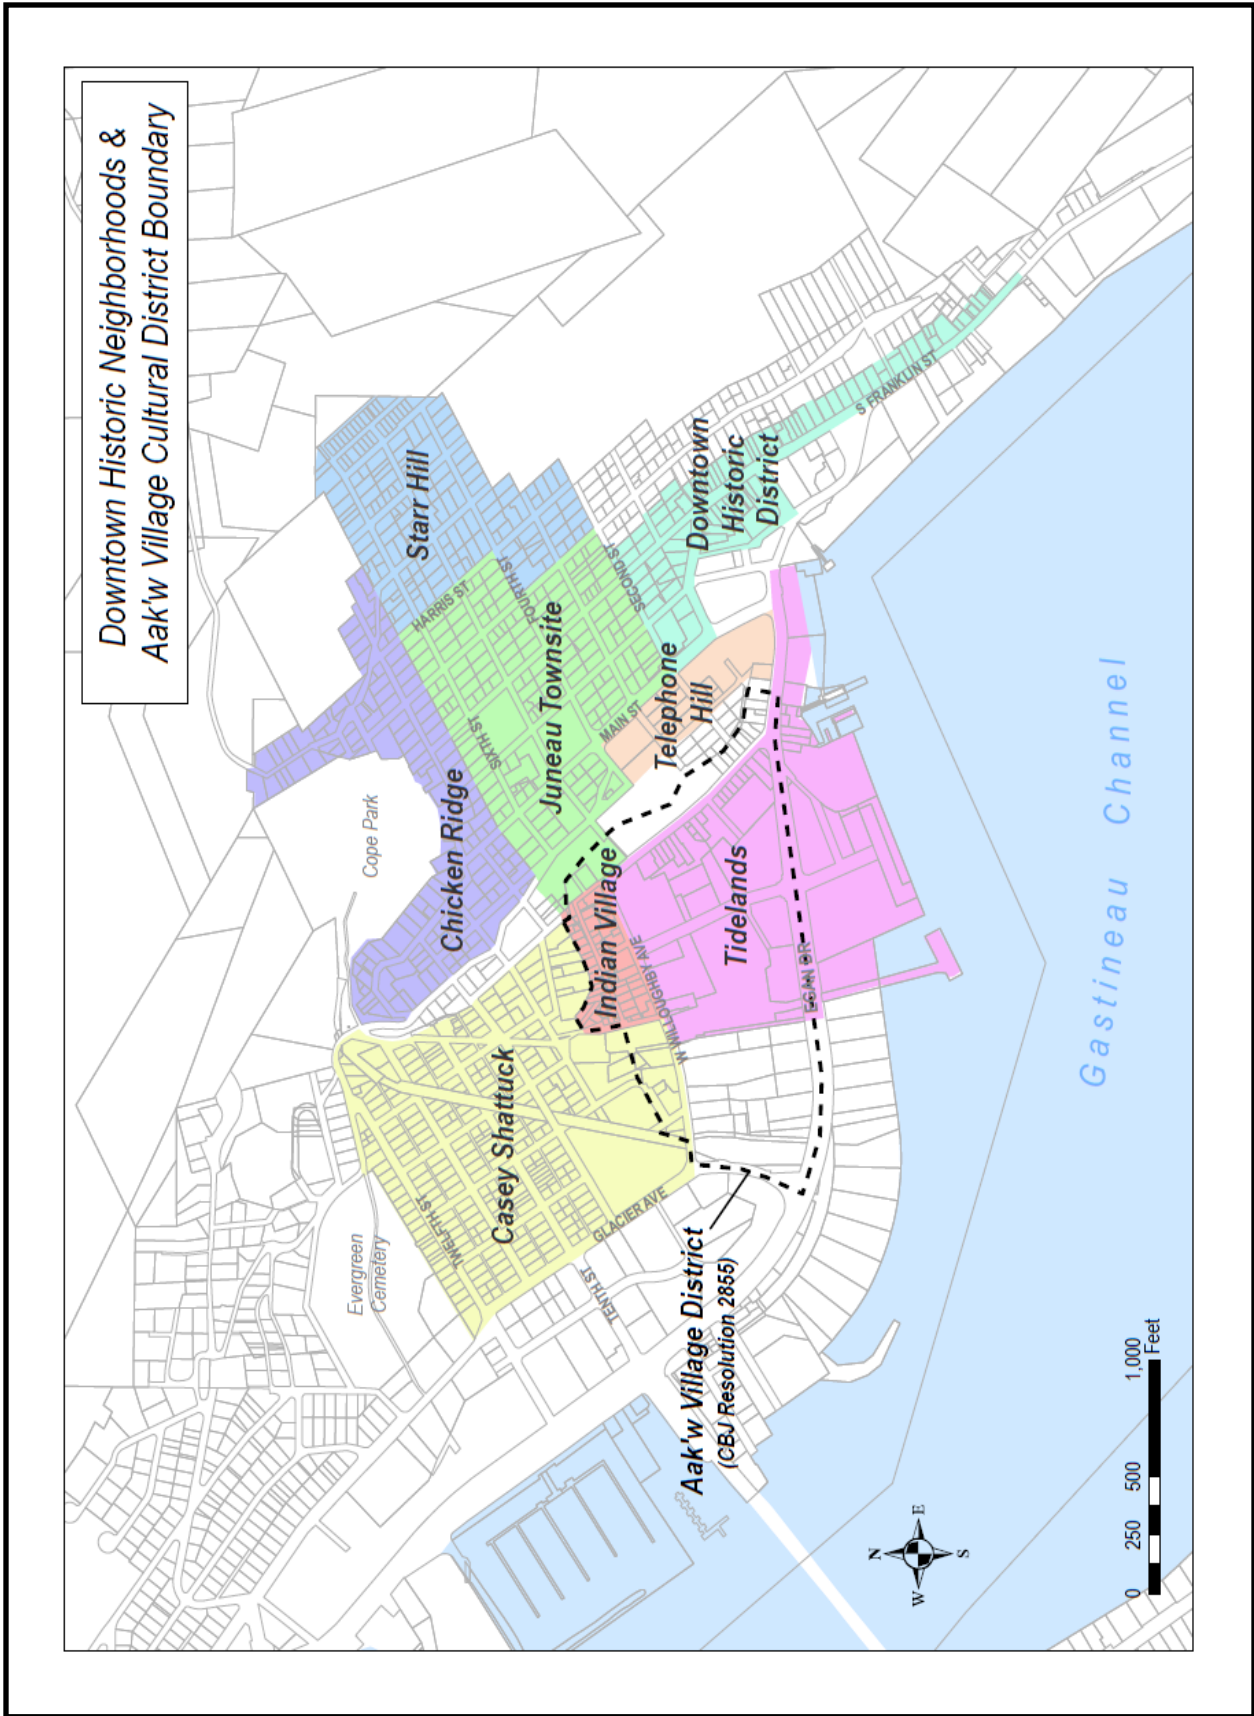 Downtown Historic Neighborhoods &
Aak'w Village Cultural District Boundary
Starr Hill
HARRIS ST
FOURTH ST
SECOND ST
SIXTH ST
MAIN ST
Juneau Townsite
Downtown
Historic
District
S FRANKLIN ST
Telephone
Hill
Chicken Ridge
Cope Park
Indian Village
W WILLOUGHBY AVE
Tidelands
EGAN DR
Casey Shattuck
TWELFTH ST
GLACIER AVE
TENTH ST
Evergreen
Cemetery
Aak'w Village District
(CBJ Resolution 2855)
Gastineau Channel
N
W
E
S
0 250 500 1,000
Feet